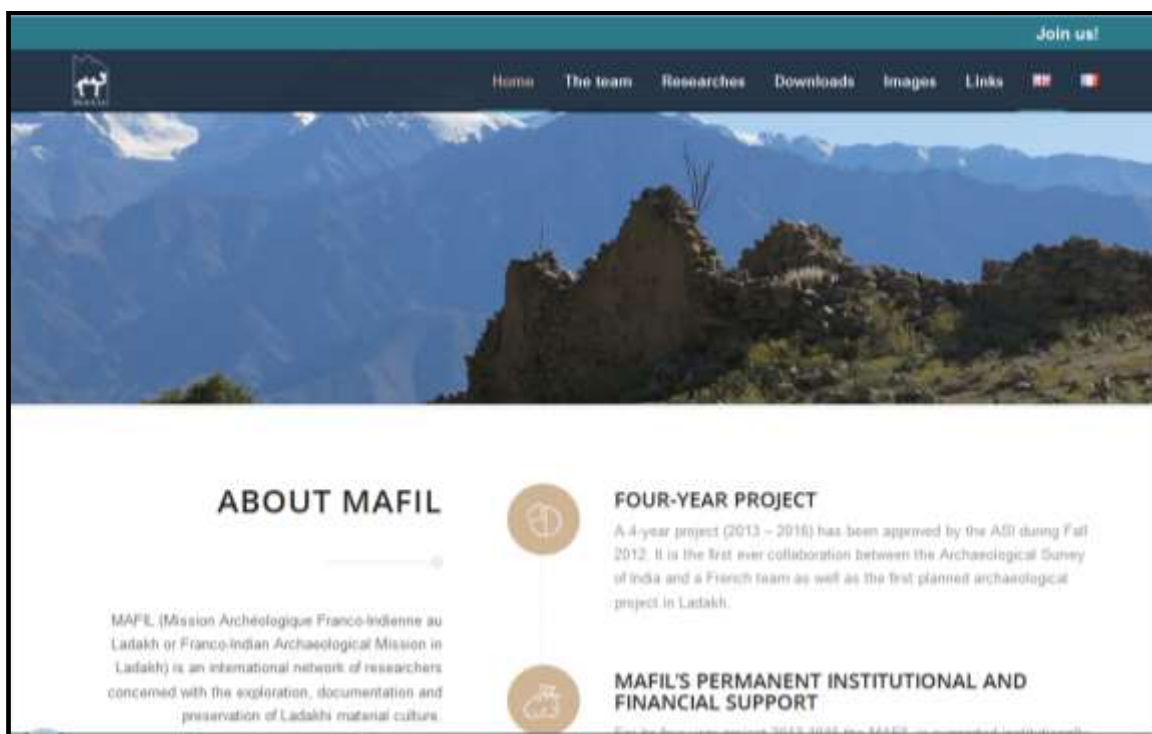 Join us!
Home The team Researches Downloads Images Links
ABOUT MAFIL
MAFIL (Mission Archéologique Franco-Indienne au
Ladakh or Franco-Indian Archaeological Mission in
Ladakh) is an international network of researchers
concerned with the exploration, documentation and
preservation of Ladakhi material culture.
FOUR-YEAR PROJECT
A 4-year project (2013 – 2016) has been approved by the ASI during Fall
2012. It is the first ever collaboration between the Archaeological Survey
of India and a French team as well as the first planned archaeological
project in Ladakh.
MAFIL'S PERMANENT INSTITUTIONAL AND
FINANCIAL SUPPORT